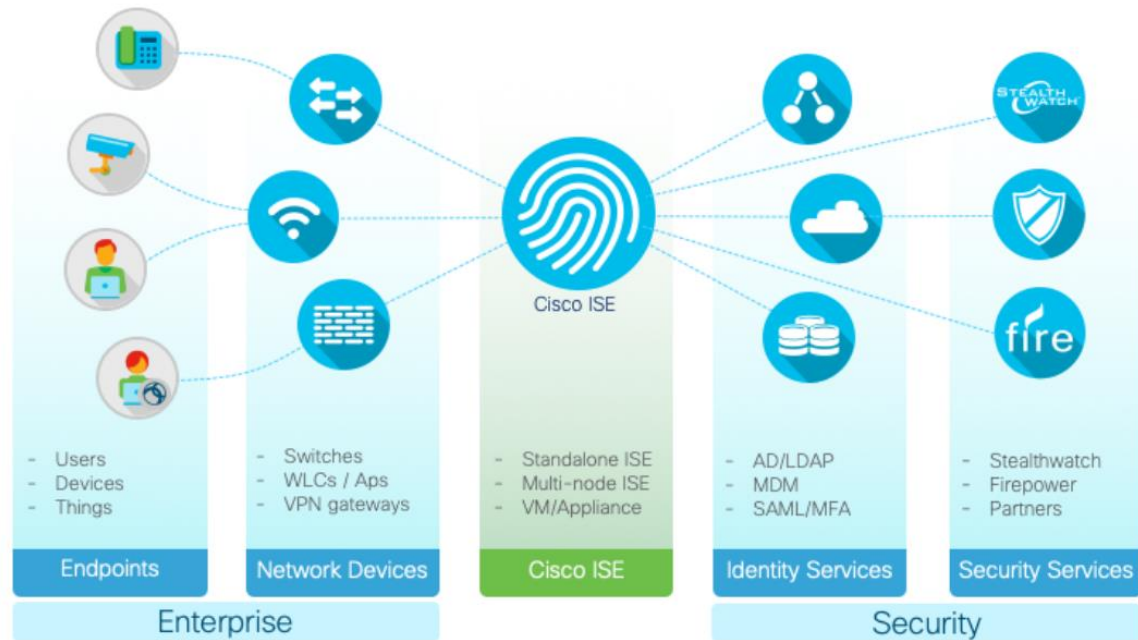 STEALTH
WATCH
fire
Cisco ISE
- Users
- Devices
- Things
- Switches
- WLCs / Aps
- VPN gateways
- Standalone ISE
- Multi-node ISE
- VM/Appliance
- AD/LDAP
- MDM
- SAML/MFA
- Stealthwatch
- Firepower
- Partners
Endpoints
Network Devices
Cisco ISE
Identity Services
Security Services
Enterprise
Security